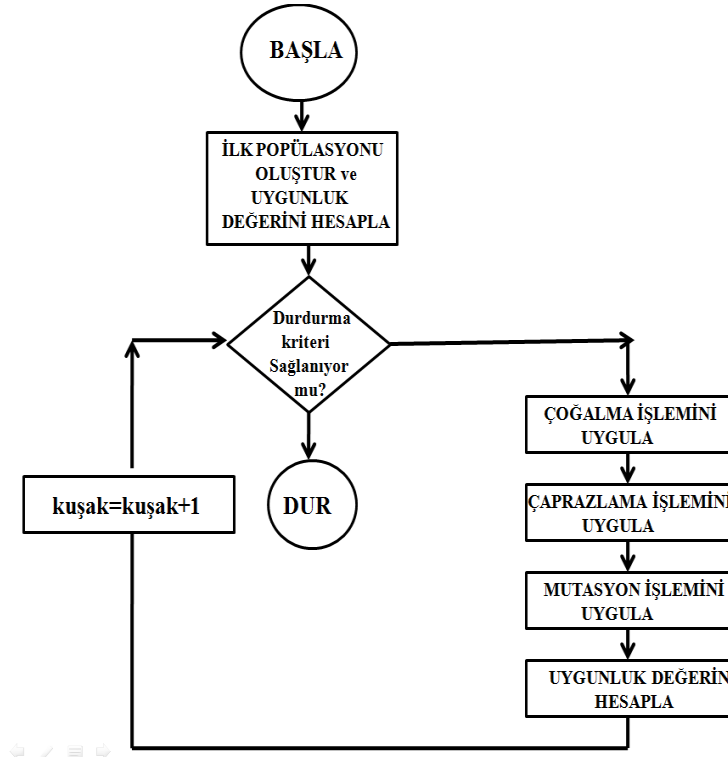 BAŞLA
İLK POPÜLASYONU
OLUŞTUR ve
UYGUNLUK
DEĞERİNİ HESAPLA
Durdurma
kriteri
Sağlanıyor
mu?
DUR
kuşak=kuşak+1
ÇOĞALMA İŞLEMİNİ
UYGULA
ÇAPRAZLAMA İŞLEMİNİ
UYGULA
MUTASYON İŞLEMİNİ
UYGULA
UYGUNLUK DEĞERİN
HESAPLA